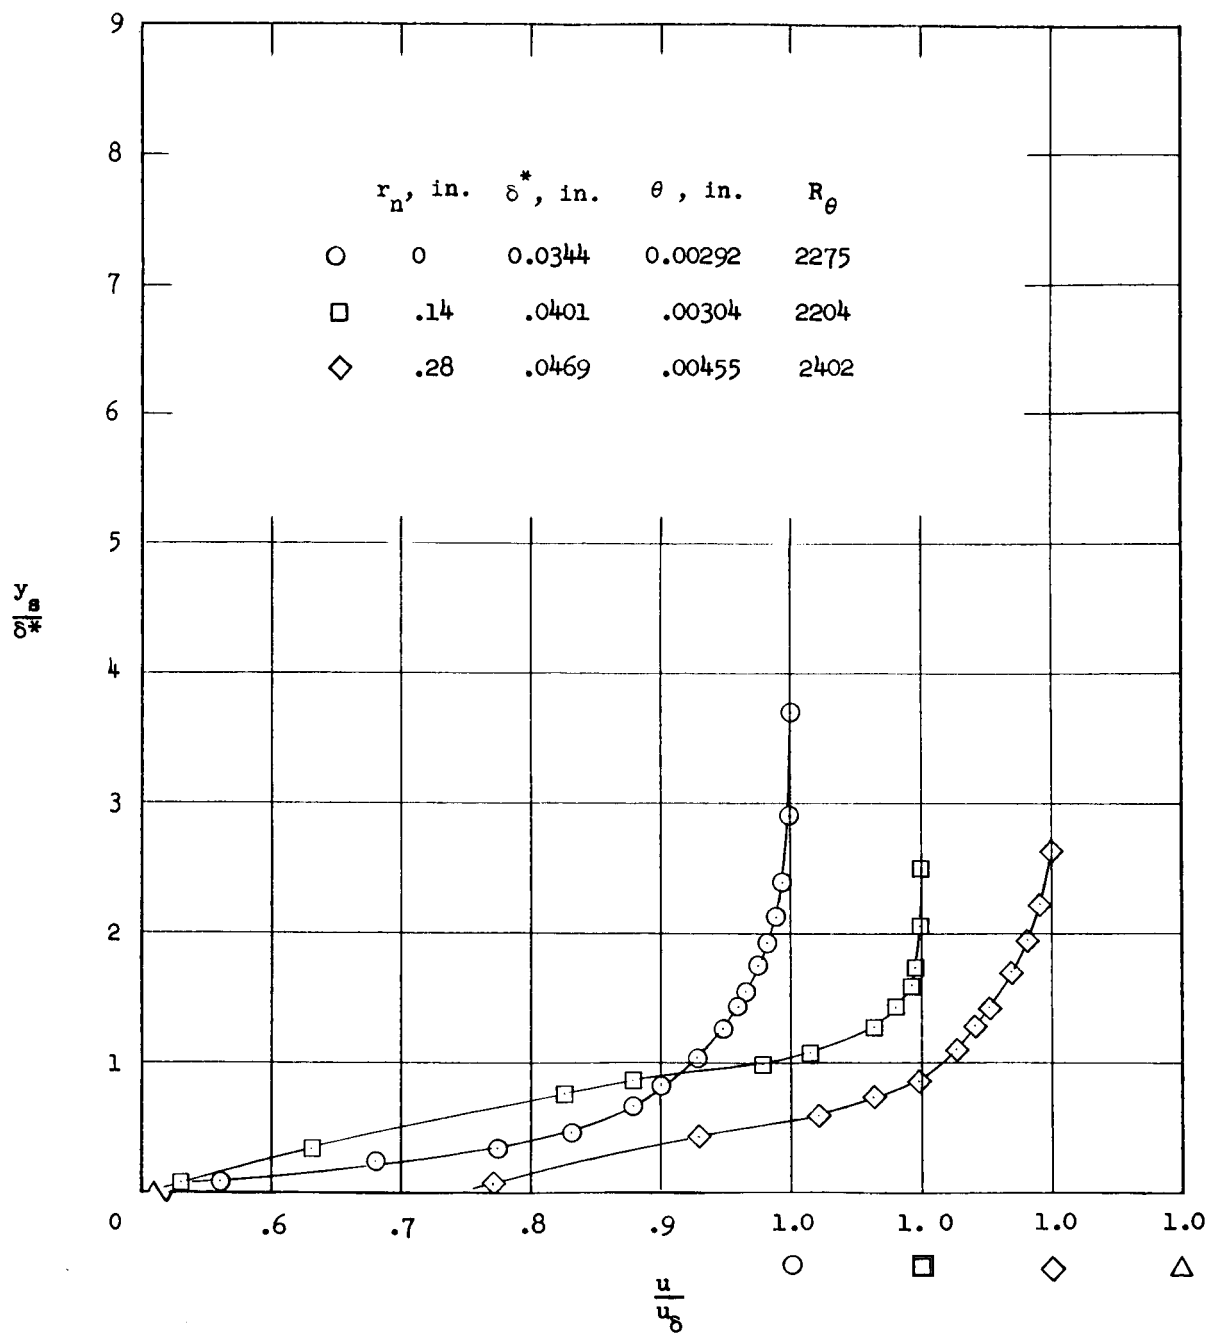 9
8
r_n, in. δ*, in. θ, in. R_θ
○ 0 0.0344 0.00292 2275
7
□ .14 .0401 .00304 2204
◇ .28 .0469 .00455 2402
6
5
y_s
δ*
4
3
2
1
0 .6 .7 .8 .9 1.0 1.0 1.0 1.0
○ □ ◇ △
u
u_δ